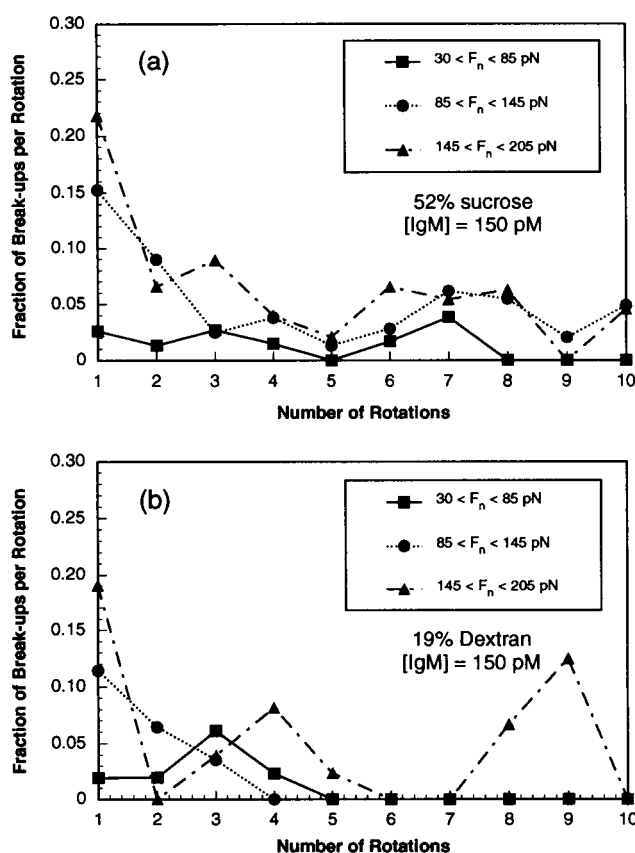 0.30
0.25
0.20
0.15
0.10
0.05
0
Fraction of Break-ups per Rotation
(a)
30 < Fn < 85 pN
85 < Fn < 145 pN
145 < Fn < 205 pN
52% sucrose
[IgM] = 150 pM
1 2 3 4 5 6 7 8 9 10
Number of Rotations
0.30
0.25
0.20
0.15
0.10
0.05
0
Fraction of Break-ups per Rotation
(b)
30 < Fn < 85 pN
85 < Fn < 145 pN
145 < Fn < 205 pN
19% Dextran
[IgM] = 150 pM
1 2 3 4 5 6 7 8 9 10
Number of Rotations